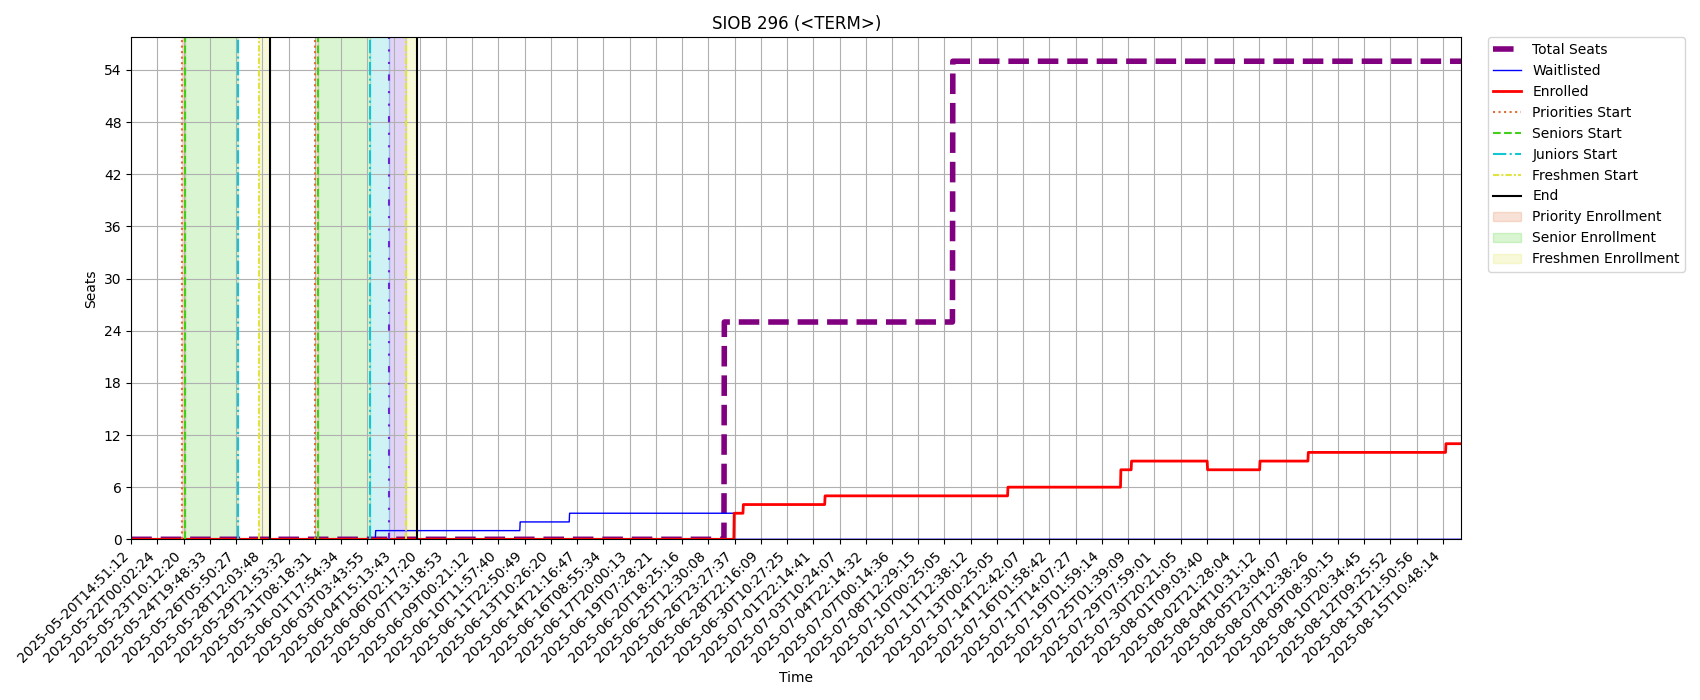 SIOB 296 (<TERM>)
Seats
54
48
42
36
30
24
18
12
6
0
2025-05-20T14:51:12
2025-05-22T00:02:24
2025-05-23T10:12:20
2025-05-24T19:48:33
2025-05-26T05:50:27
2025-05-28T12:03:48
2025-05-29T21:53:32
2025-05-31T08:18:31
2025-06-01T17:54:34
2025-06-03T03:43:55
2025-06-04T15:13:43
2025-06-06T02:17:20
2025-06-07T13:18:53
2025-06-09T00:21:12
2025-06-10T11:57:40
2025-06-11T22:50:49
2025-06-13T10:26:20
2025-06-14T21:16:47
2025-06-16T08:55:34
2025-06-17T20:00:13
2025-06-19T07:28:21
2025-06-20T18:25:16
2025-06-25T12:30:08
2025-06-26T23:27:37
2025-06-28T22:16:09
2025-06-30T10:27:25
2025-07-01T22:14:41
2025-07-03T10:24:07
2025-07-07T00:14:36
2025-07-08T12:29:15
2025-07-10T00:25:05
2025-07-11T12:38:12
2025-07-13T00:25:05
2025-07-14T12:42:07
2025-07-16T01:58:42
2025-07-17T14:07:27
2025-07-19T01:59:14
2025-07-25T01:39:09
2025-07-29T07:59:01
2025-07-30T20:21:05
2025-08-01T09:03:40
2025-08-02T21:28:04
2025-08-04T10:31:12
2025-08-05T23:04:07
2025-08-07T12:38:26
2025-08-09T08:30:15
2025-08-10T20:34:45
2025-08-12T09:25:52
2025-08-13T21:50:56
2025-08-15T10:48:14
Time
Total Seats
Waitlisted
Enrolled
Priorities Start
Seniors Start
Juniors Start
Freshmen Start
End
Priority Enrollment
Senior Enrollment
Freshmen Enrollment